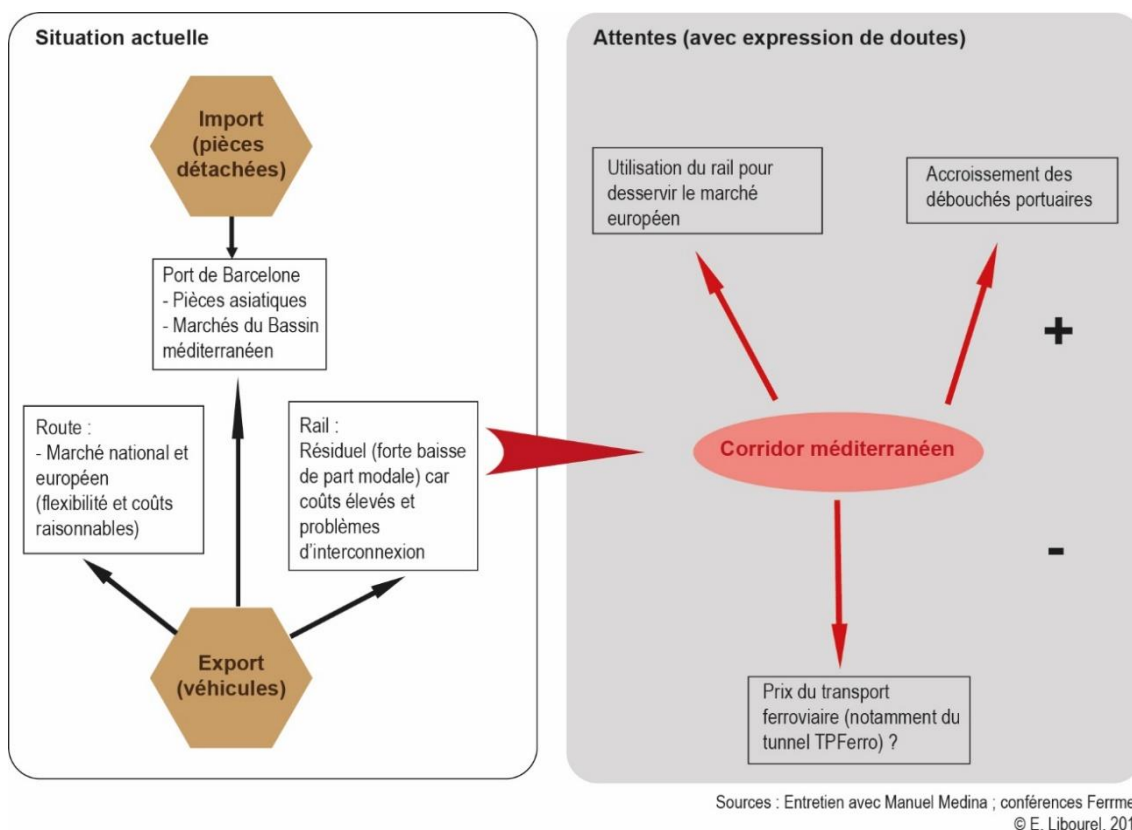 Situation actuelle
Import
(pièces
détachées)
Port de Barcelone
- Pièces asiatiques
- Marchés du Bassin
méditerranéen
Route :
- Marché national et
européen
(flexibilité et coûts
raisonnables)
Rail :
Résiduel (forte baisse
de part modale) car
coûts élevés et
problèmes
d'interconnexion
Export
(véhicules)
Attentes (avec expression de doutes)
Utilisation du rail pour
desservir le marché
européen
Accroissement des
débouchés portuaires
+
Corridor méditerranéen
-
Prix du transport
ferroviaire (notamment du
tunnel TPFerro) ?
Sources : Entretien avec Manuel Medina ; conférences
© E. Libourel,